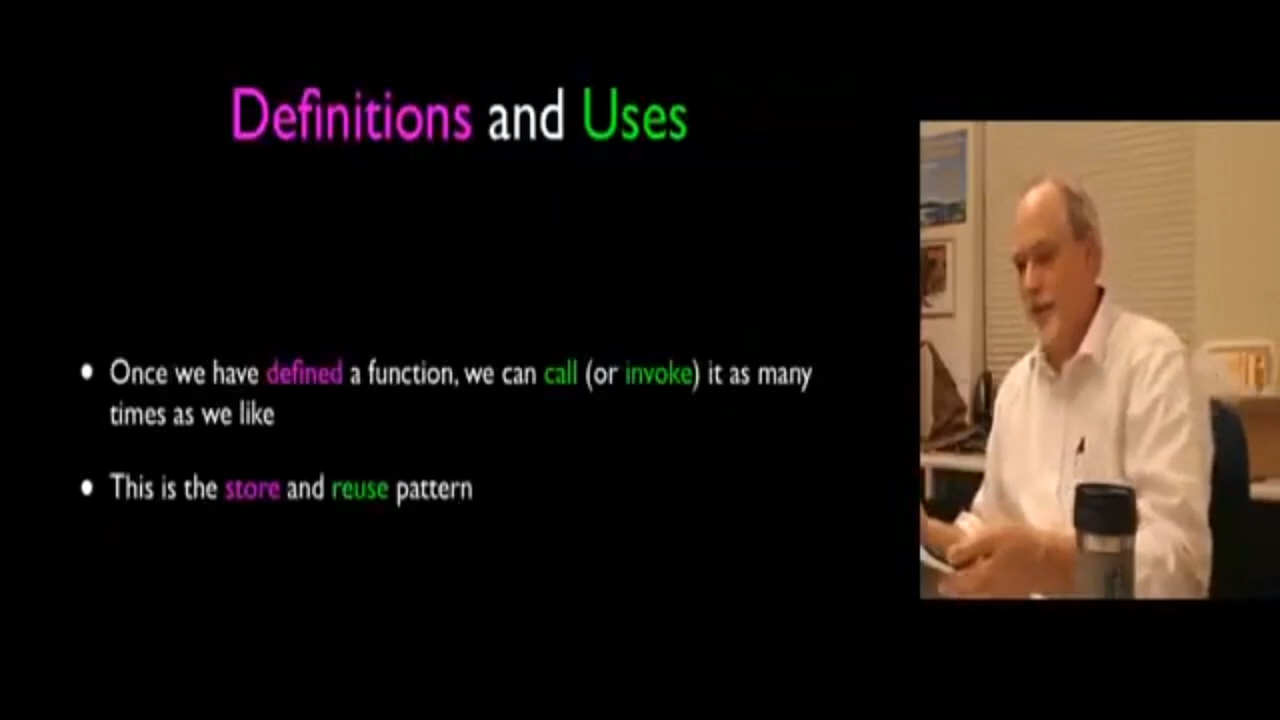 Definitions and Uses
Once we have defined a function, we can call (or invoke) it as many
times as we like
This is the store and reuse pattern